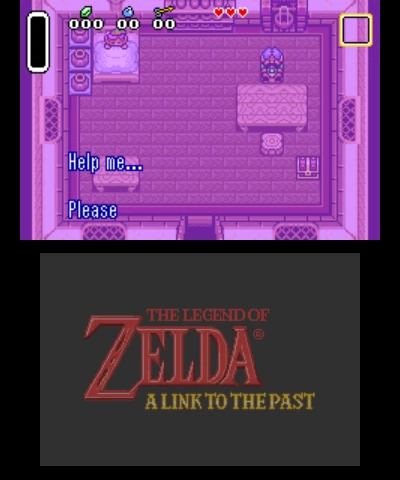 000 00 00
Help me...
Please
THE LEGEND OF
ZELDA®
A LINK TO THE PAST